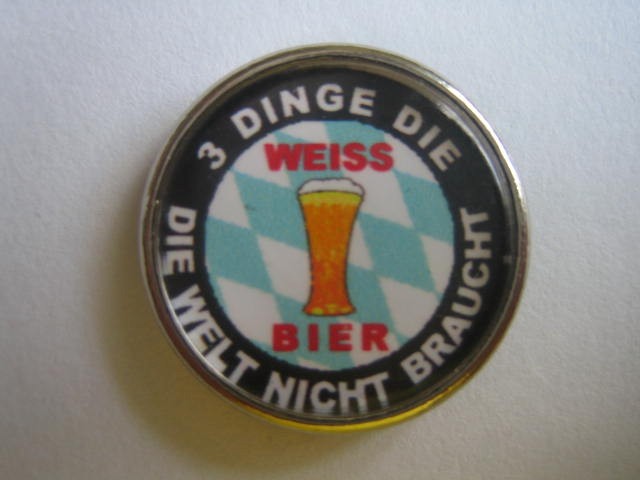 3 DINGE DIE
DIE WELT NICHT BRAUCHT
WEISS
BIER